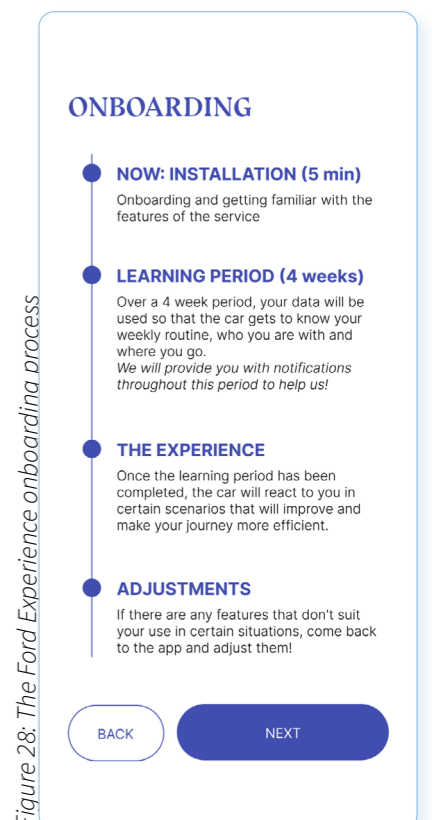 ONBOARDING
NOW: INSTALLATION (5 min)
Onboarding and getting familiar with the
features of the service
LEARNING PERIOD (4 weeks)
Over a 4 week period, your data will be
used so that the car gets to know your
weekly routine, who you are with and
where you go.
We will provide you with notifications
throughout this period to help us!
THE EXPERIENCE
Once the learning period has been
completed, the car will react to you in
certain scenarios that will improve and
make your journey more efficient.
ADJUSTMENTS
If there are any features that don't suit
your use in certain situations, come back
to the app and adjust them!
BACK
NEXT
Figure 28: The Ford Experience onboarding process